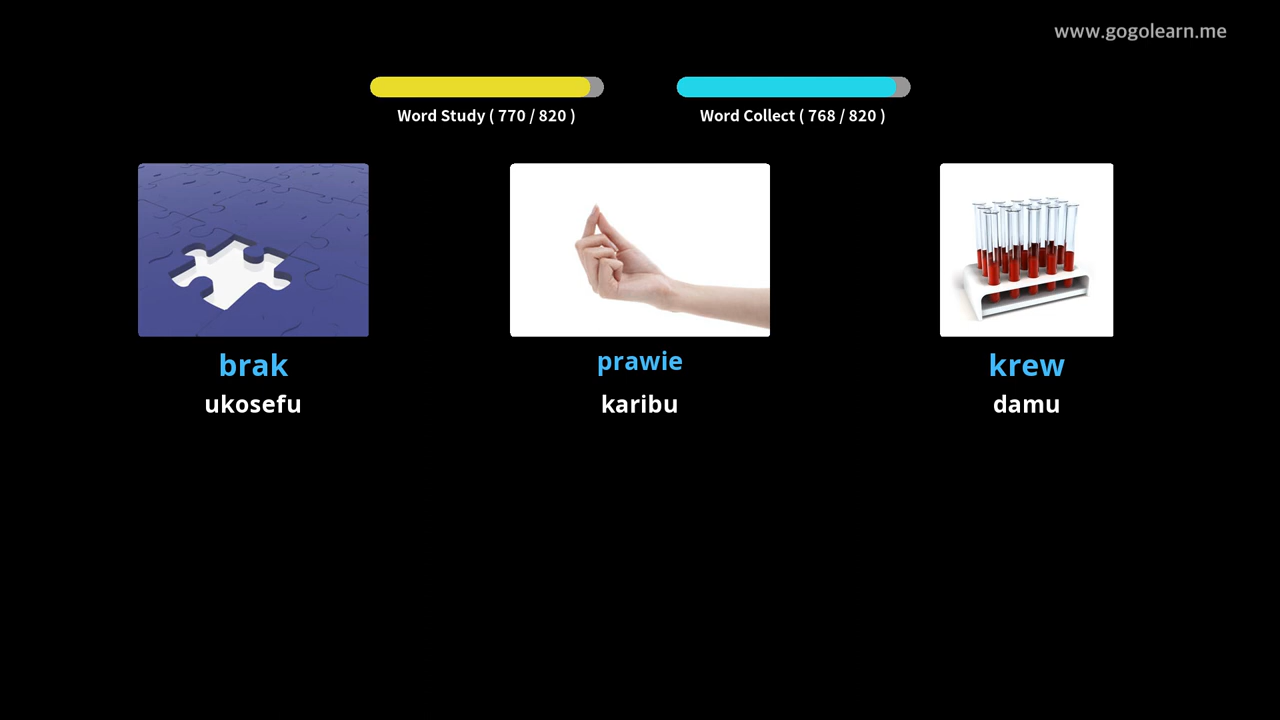 www.gogolearn.me
Word Study ( 770 / 820 )
Word Collect ( 768 / 820 )
brak
prawie
krew
ukosefu
karibu
damu